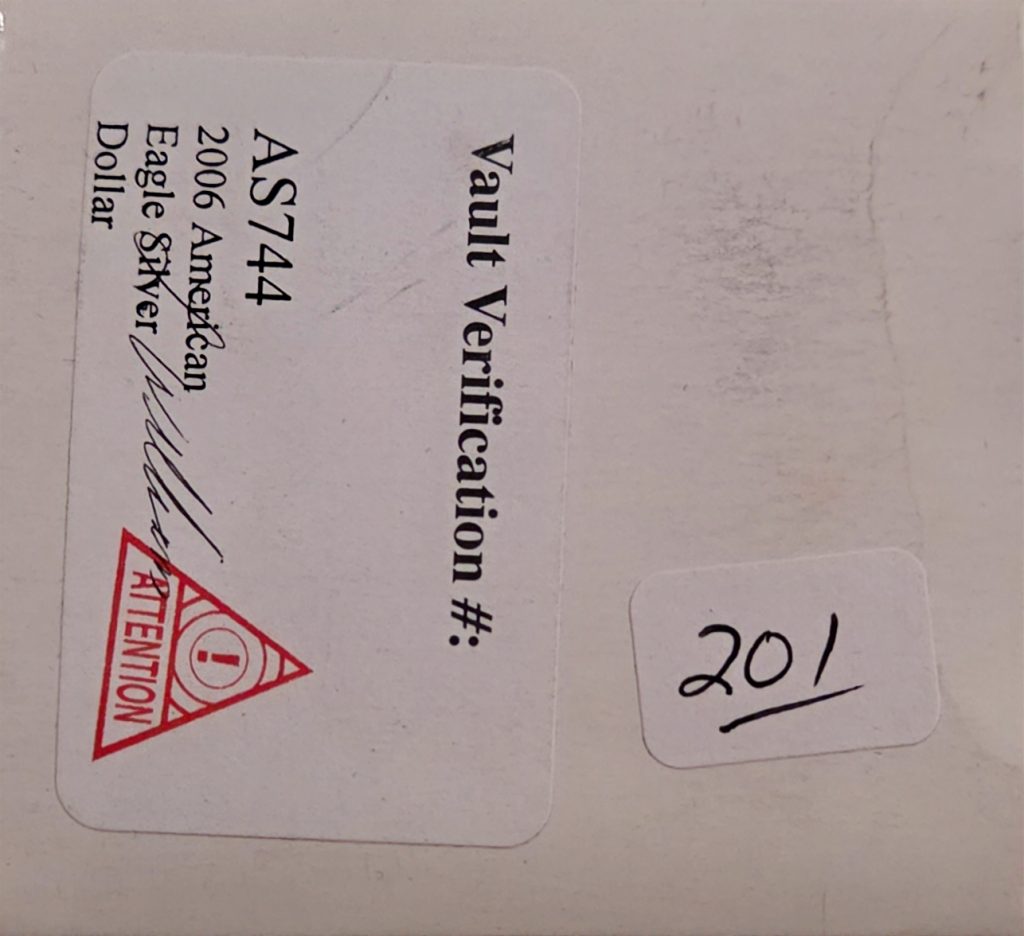 Vault Verification #:
AS744
2006 American
Eagle Silver
Dollar
ATTENTION
201